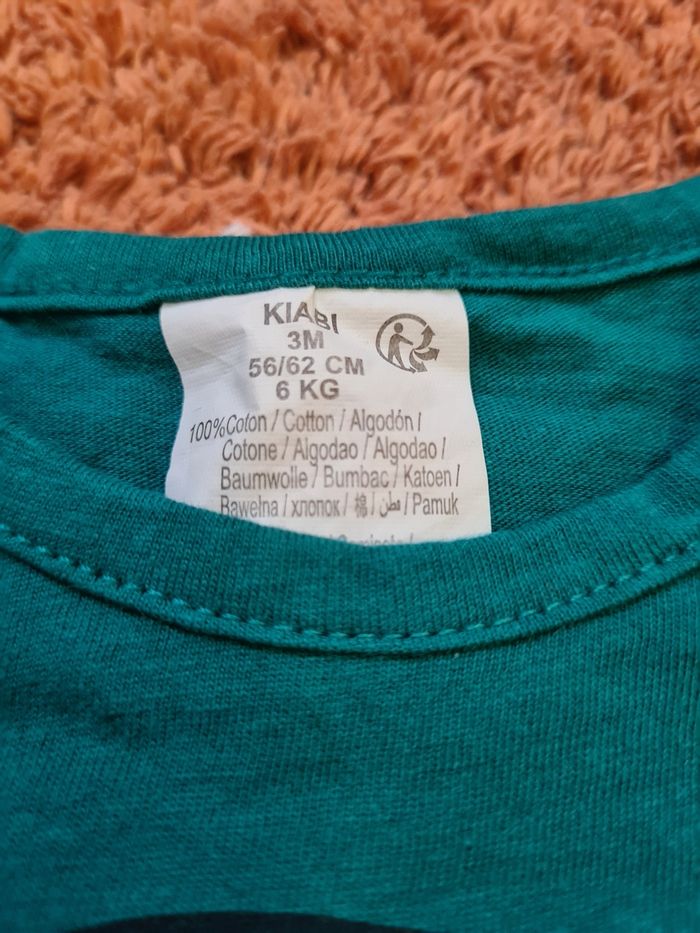 KIABI
3M
56/62 CM
6 KG
100%Coton / Cotton / Algodón /
Cotone / Algodao / Algodao /
Baumwolle / Bumbac / Katoen /
Bawełna / хлопок / 棉 / قطن / Pamuk